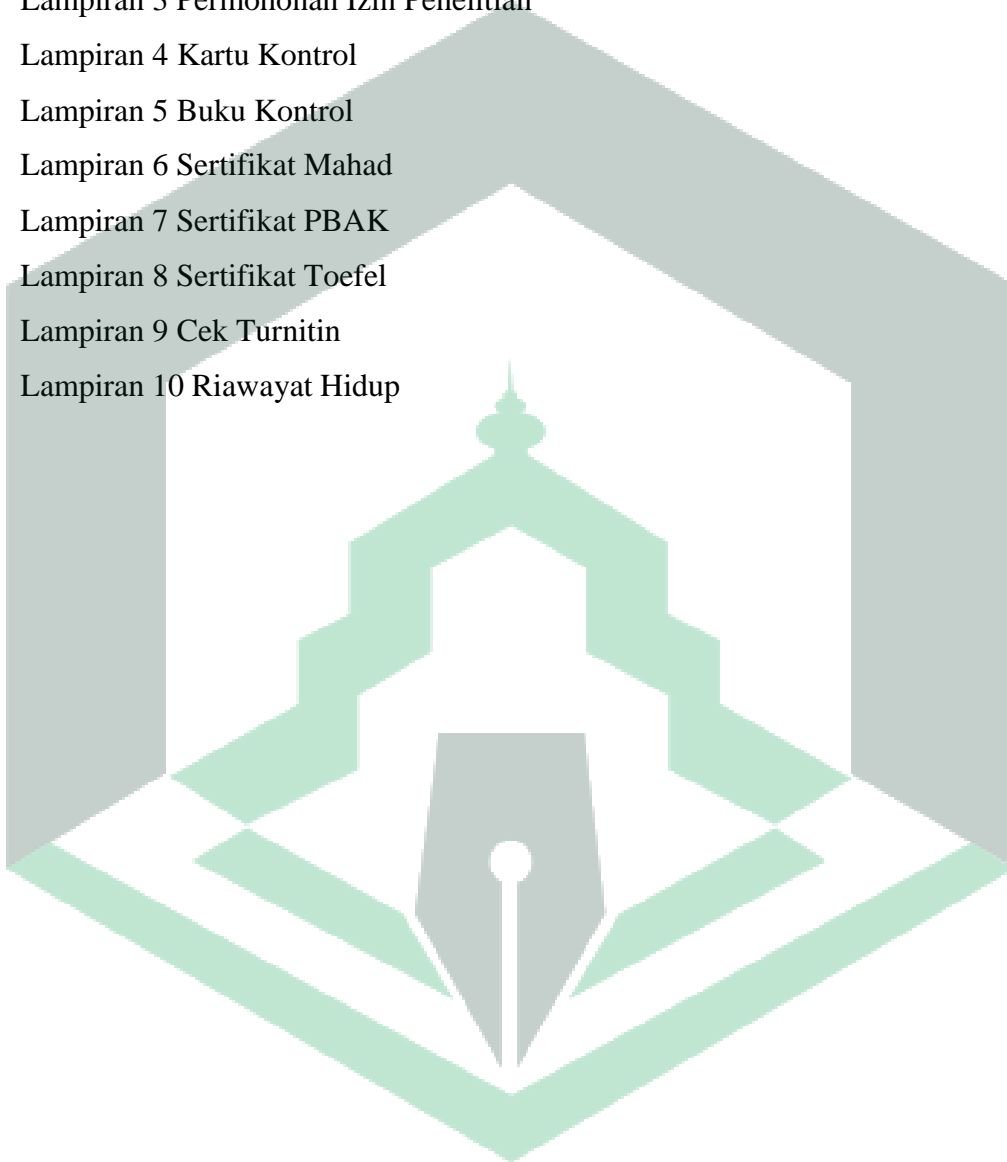 Lampiran 3 Permohonan Izin Penelitian
Lampiran 4 Kartu Kontrol
Lampiran 5 Buku Kontrol
Lampiran 6 Sertifikat Mahad
Lampiran 7 Sertifikat PBAK
Lampiran 8 Sertifikat Toefel
Lampiran 9 Cek Turnitin
Lampiran 10 Riawayat Hidup